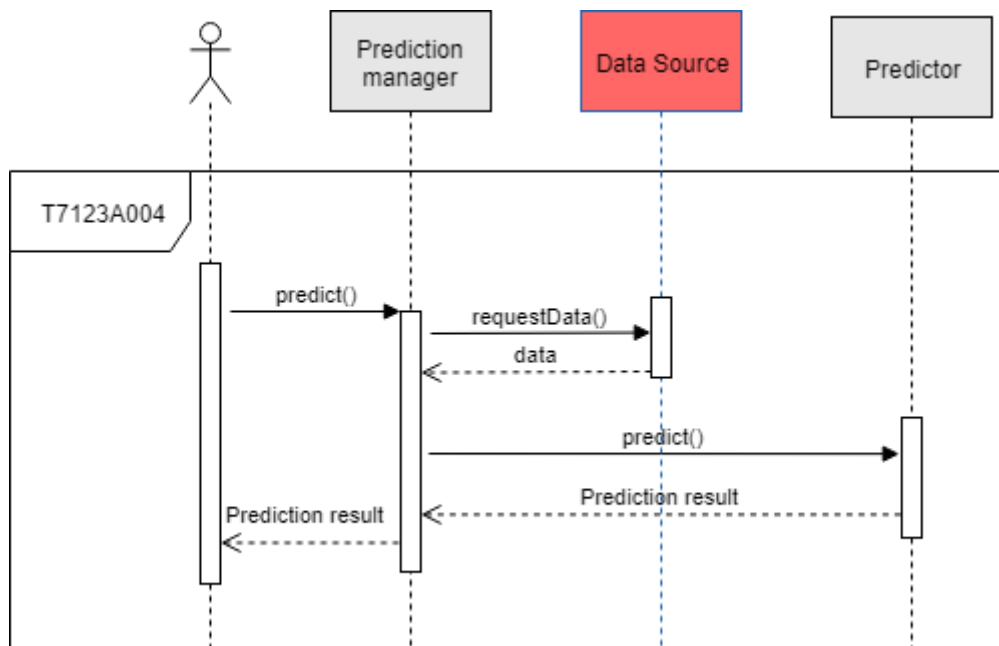 Prediction
manager
Data Source
Predictor
T7123A004
predict()
requestData()
data
predict()
Prediction result
Prediction result